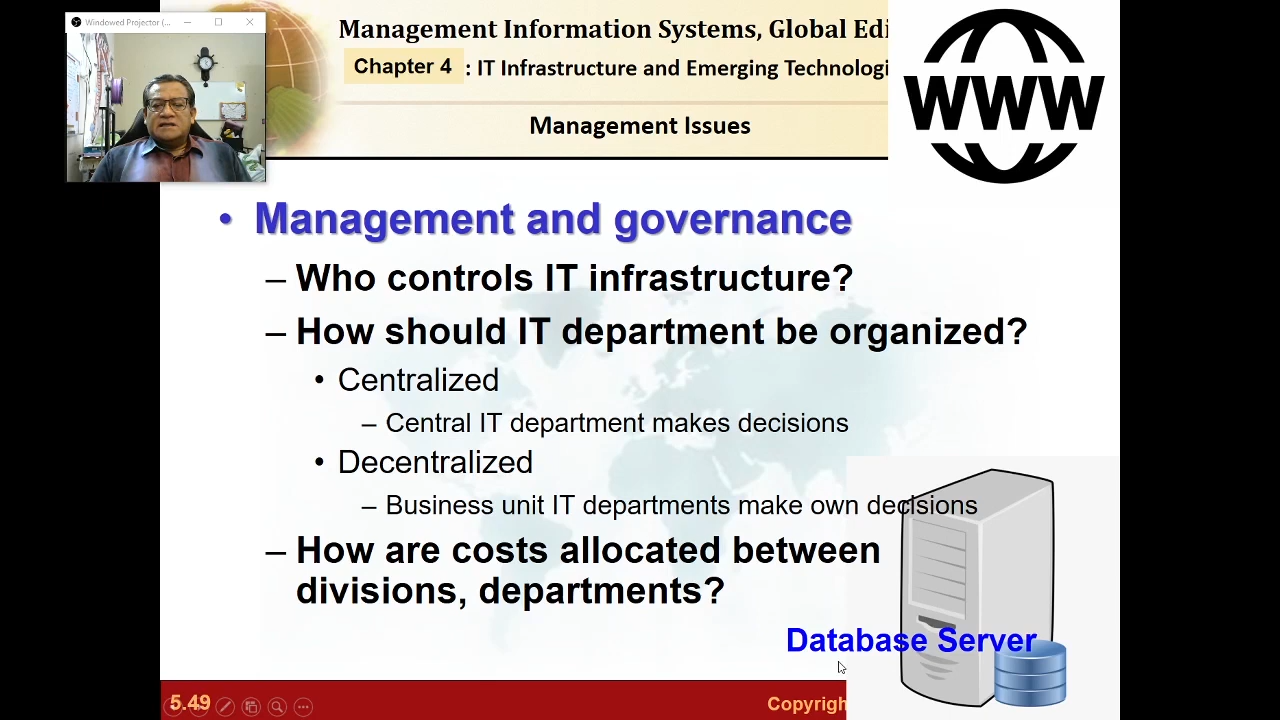 Windowed Projector (...
Management Information Systems, Global Edi
Chapter 4 : IT Infrastructure and Emerging Technologi
Management Issues
WWW
• Management and governance
– Who controls IT infrastructure?
– How should IT department be organized?
• Centralized
– Central IT department makes decisions
• Decentralized
– Business unit IT departments make own decisions
– How are costs allocated between
divisions, departments?
Database Server
5.49
Copyrigh